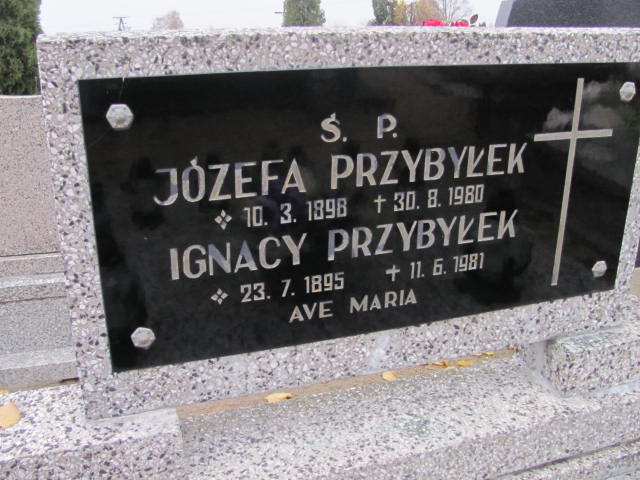 Ś. P.
JÓZEFA PRZYBYŁEK
10. 3. 1898 † 30. 8. 1980
IGNACY PRZYBYŁEK
23. 7. 1895 † 11. 6. 1981
AVE MARIA